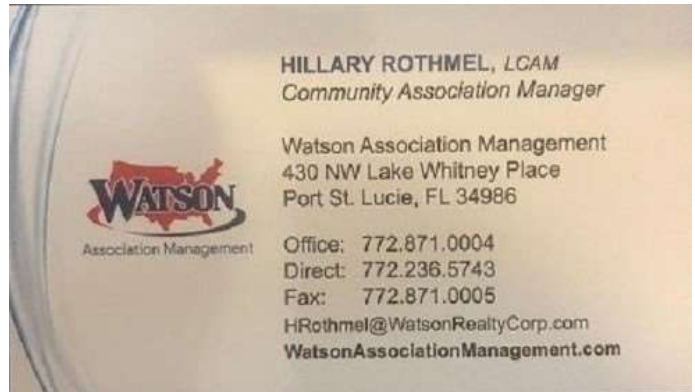 HILLARY ROTHMEL, LCAM
Community Association Manager
WATSON
Association Management
Watson Association Management
430 NW Lake Whitney Place
Port St. Lucie, FL 34986
Office: 772.871.0004
Direct: 772.236.5743
Fax: 772.871.0005
HRothmel@WatsonRealtyCorp.com
WatsonAssociationManagement.com